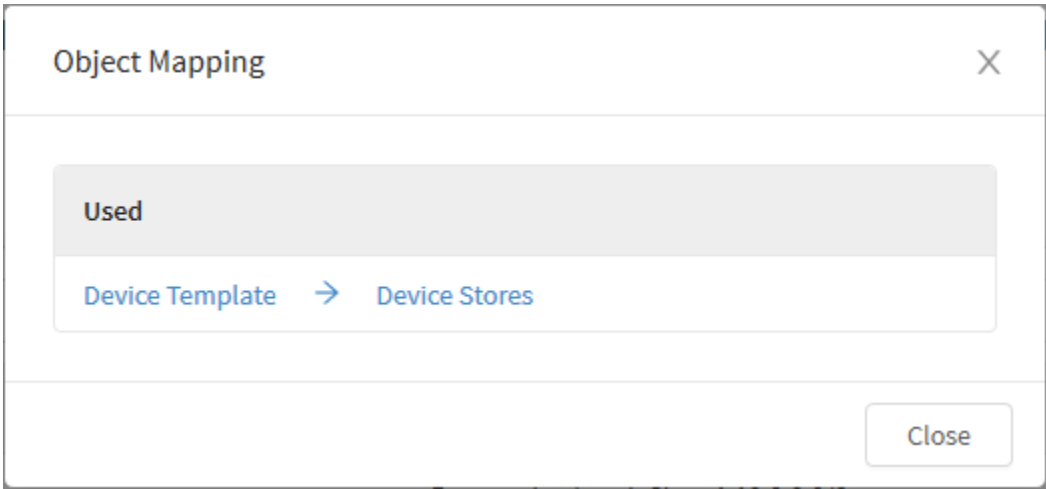 Object Mapping
Used
Device Template → Device Stores
Close